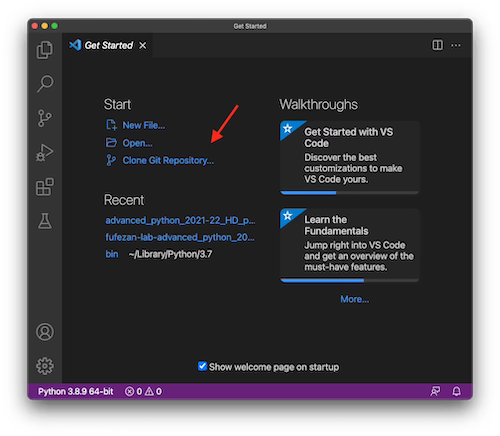 Get Started
Get Started
Start
New File...
Open...
Clone Git Repository...
Recent
advanced_python_2021-22_HD_p...
fufezan-lab-advanced_python_20...
bin ~/Library/Python/3.7
Walkthroughs
Get Started with VS
Code
Discover the best
customizations to make
VS Code yours.
Learn the
Fundamentals
Jump right into VS Code
and get an overview of the
must-have features.
More...
Show welcome page on startup
Python 3.8.9 64-bit 0 0